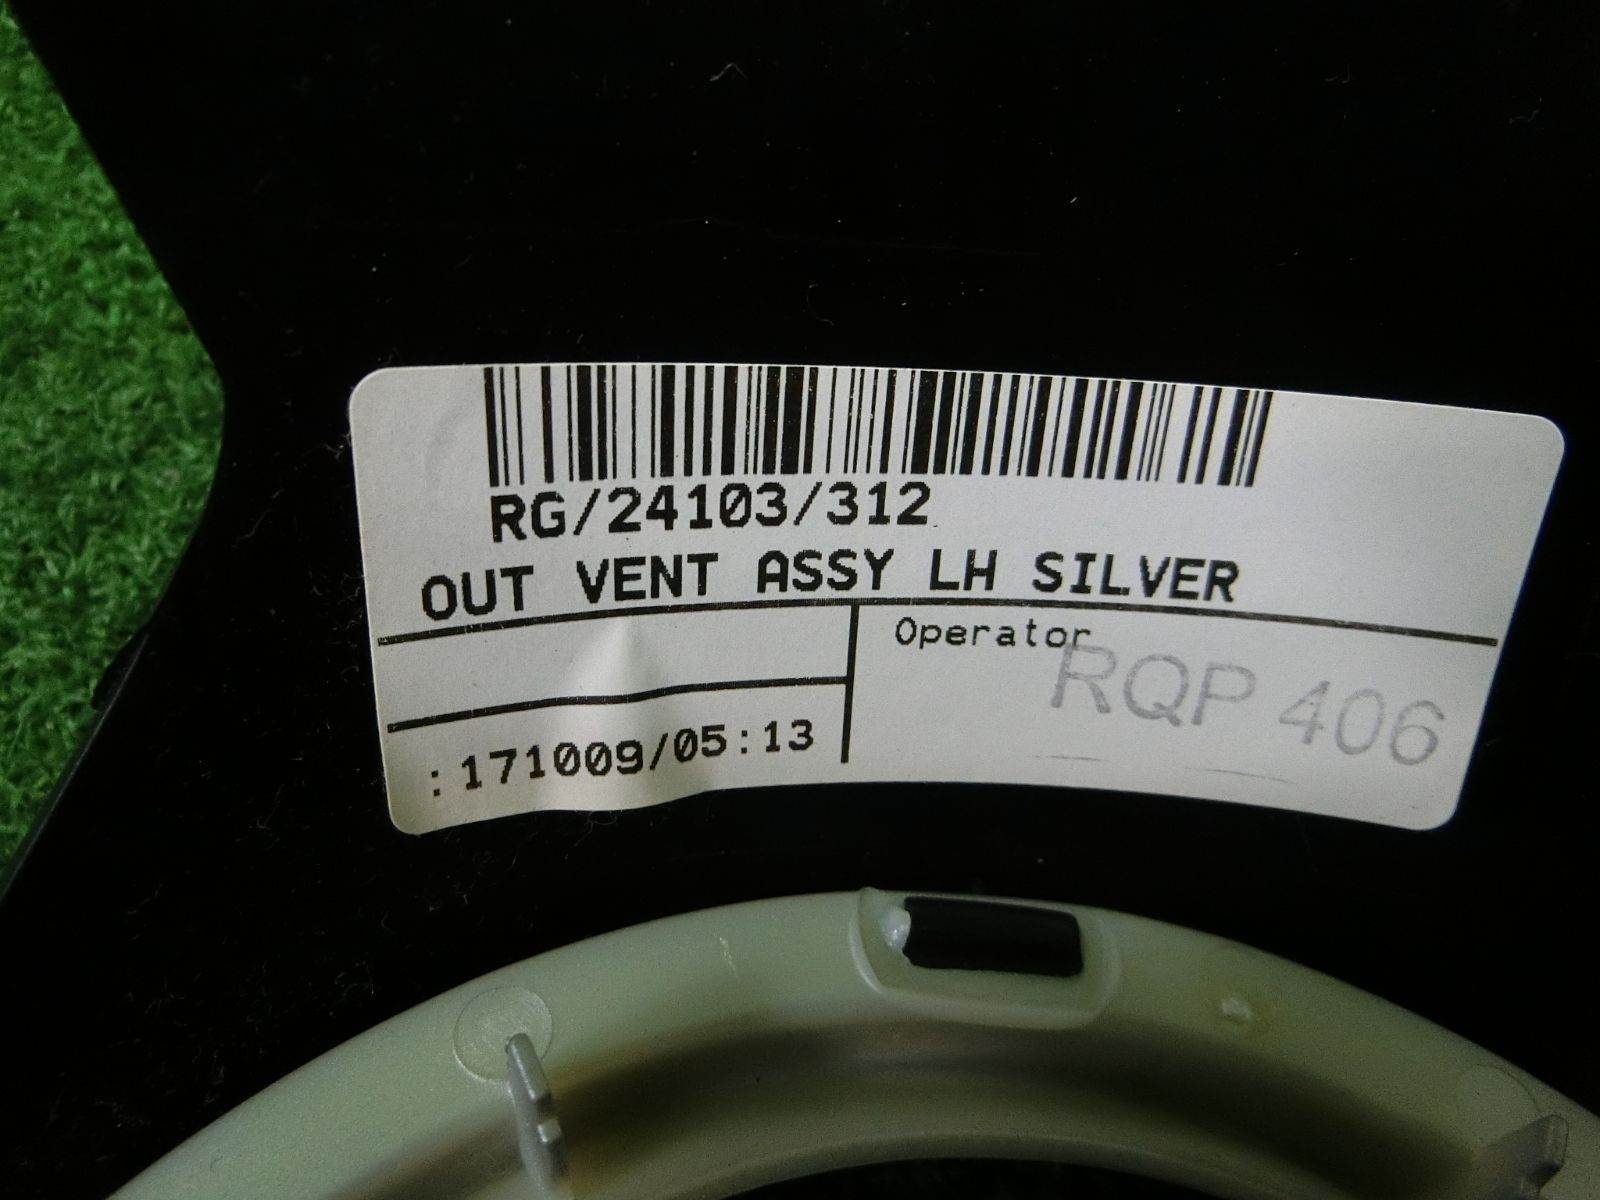 RG/24103/312
OUT VENT ASSY LH SILVER
Operator
RQP 406
:171009/05:13